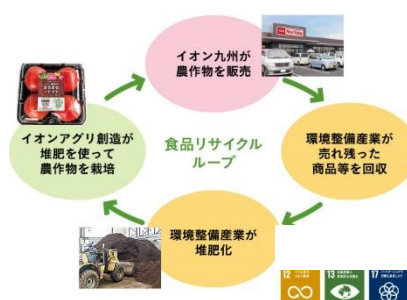 イオン九州が
農作物を販売
イオンアグリ創造が
堆肥を使って
農作物を栽培
食品リサイクル
ループ
環境整備産業が
売れ残った
商品等を回収
環境整備産業が
堆肥化
12
13
17